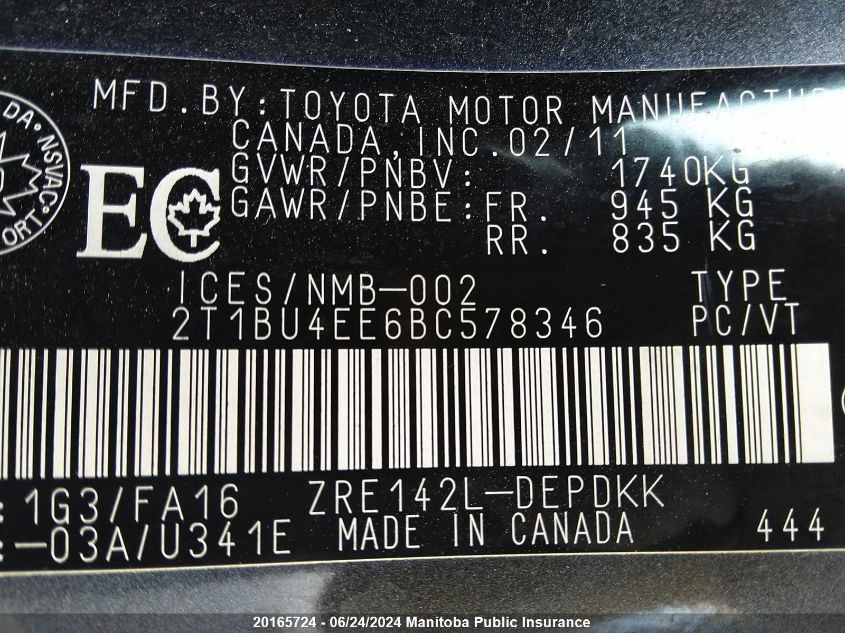 MFD.BY:TOYOTA MOTOR
CANADA,INC.02/11
GVWR/PNBV: 1740KG
GAWR/PNBE:FR. 945 KG
RR. 835 KG
EC
NSVAC
ICES/NMB-002 TYPE
2T1BU4EE6BC578346 PC/VT
: 1G3/FA16 ZRE142L-DEPDKK
:-03A/U341E MADE IN CANADA 444
20165724 - 06/24/2024 Manitoba Public Insurance